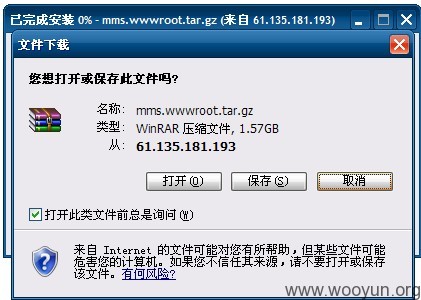 已完成安装 0% - mms.wwwroot.tar.gz (来自 61.135.181.193)
文件下载
您想打开或保存此文件吗?
名称: mms.wwwroot.tar.gz
类型: WinRAR 压缩文件, 1.57GB
从: 61.135.181.193
打开(O) 保存(S) 取消
打开此类文件前总是询问(W)
来自 Internet 的文件可能对您有所帮助,但某些文件可能
危害您的计算机。如果您不信任其来源,请不要打开或保存
该文件。有何风险?
www.wooyun.org